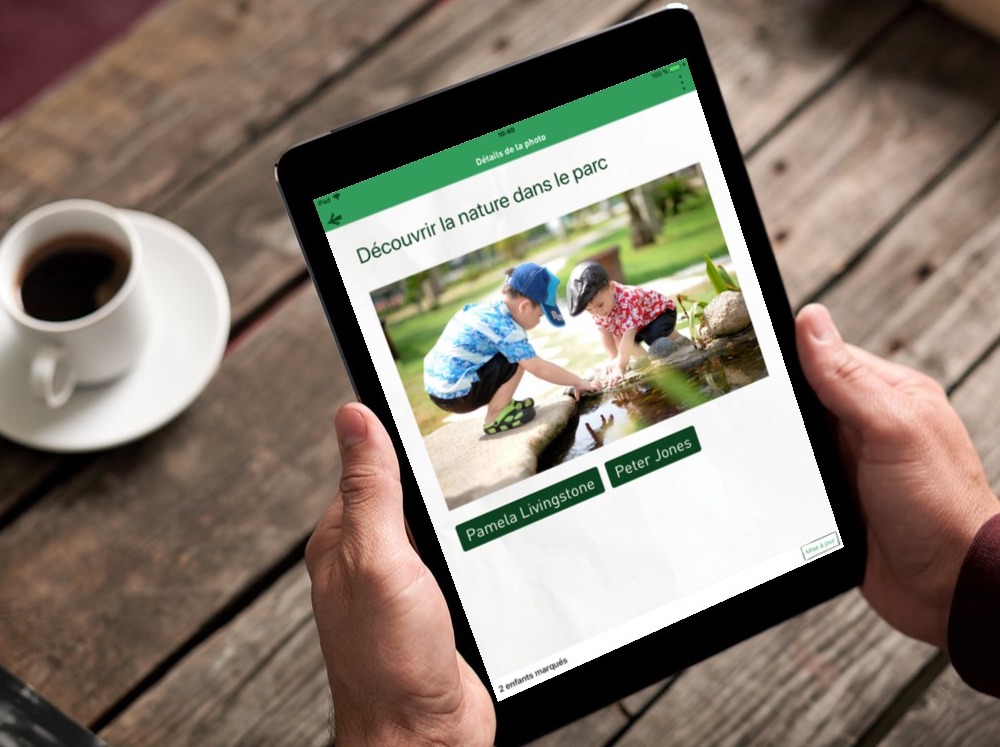 iPad
10:40
100 %
Détails de la photo
Découvrir la nature dans le parc
Pamela Livingstone
Peter Jones
Mise à jour
2 enfants marqués